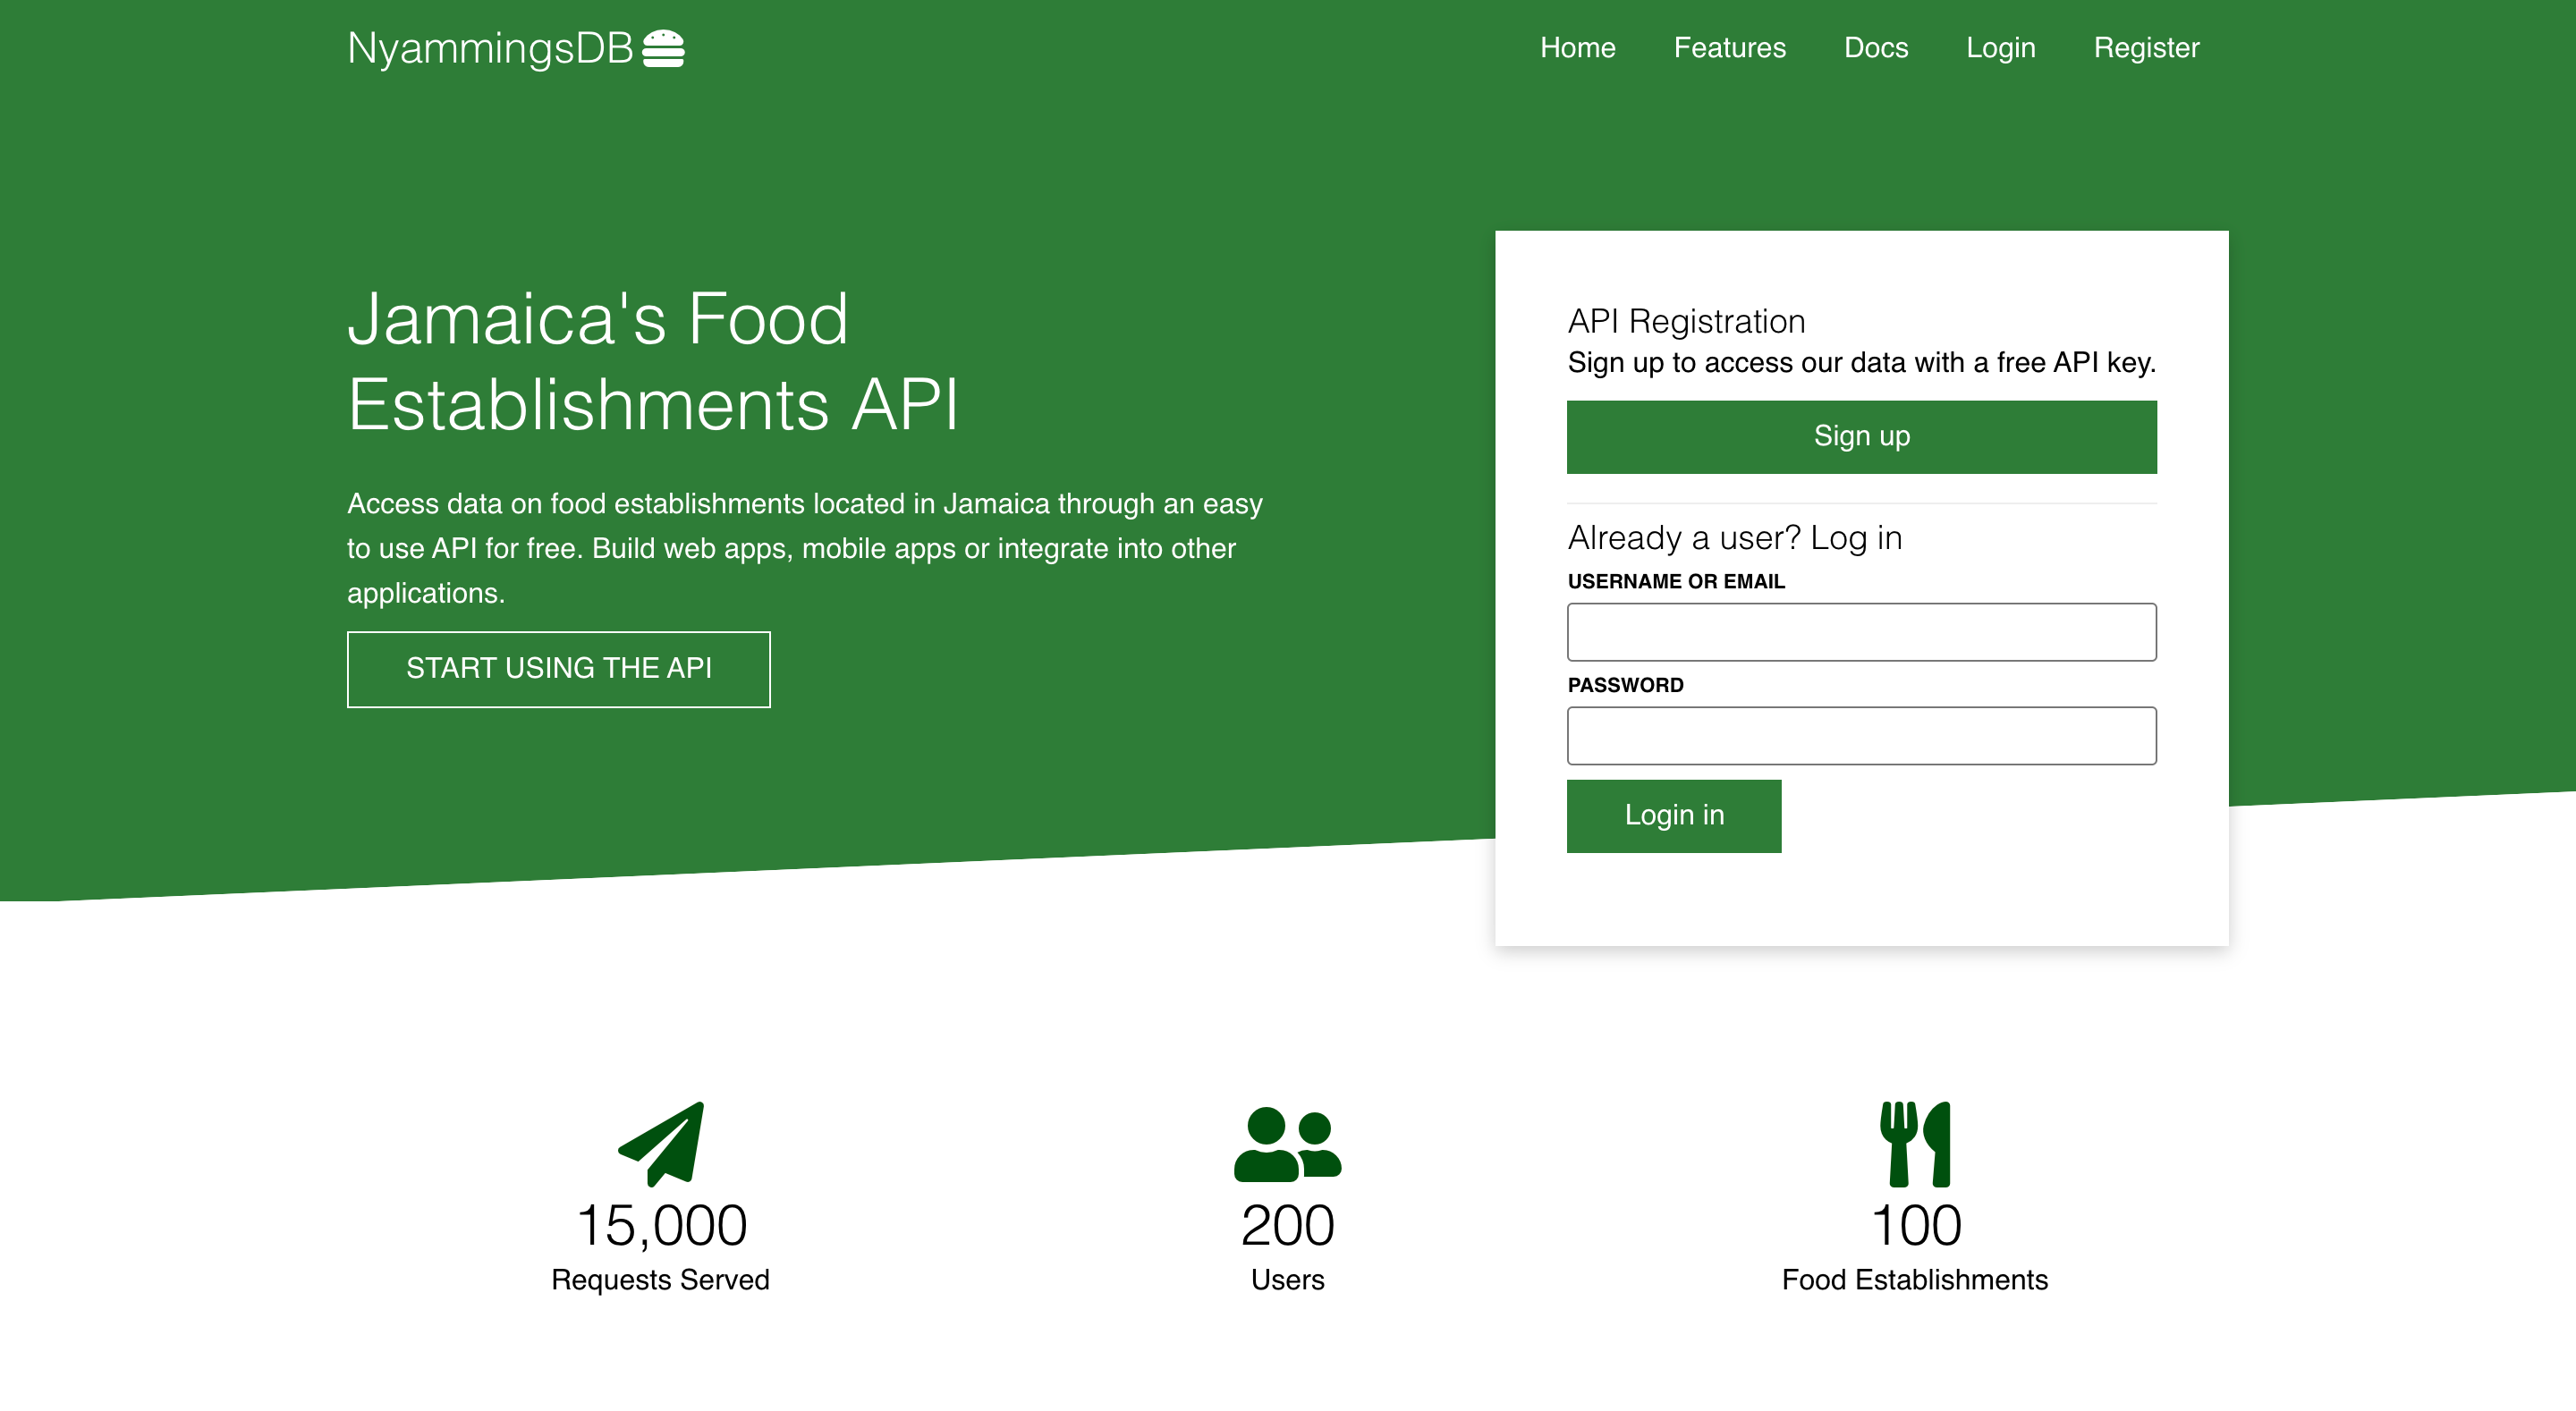 NyammingsDB
Home Features Docs Login Register
Jamaica's Food
Establishments API
Access data on food establishments located in Jamaica through an easy
to use API for free. Build web apps, mobile apps or integrate into other
applications.
START USING THE API
API Registration
Sign up to access our data with a free API key.
Sign up
Already a user? Log in
USERNAME OR EMAIL
PASSWORD
Login in
15,000
Requests Served
200
Users
100
Food Establishments